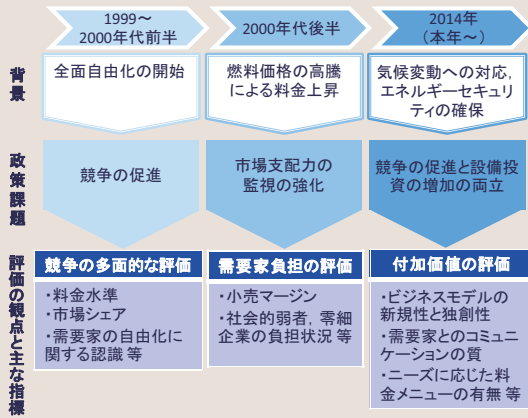 1999～
2000年代前半
2000年代後半
2014年
（本年～）
背景
全面自由化の開始
燃料価格の高騰
による料金上昇
気候変動への対応，
エネルギーセキュリ
ティの確保
政策課題
競争の促進
市場支配力の
監視の強化
競争の促進と設備投
資の増加の両立
評価の観点と主な指標
競争の多面的な評価
・料金水準
・市場シェア
・需要家の自由化に
関する認識 等
需要家負担の評価
・小売マージン
・社会的弱者，零細
企業の負担状況 等
付加価値の評価
・ビジネスモデルの
新規性と独創性
・需要家とのコミュニ
ケーションの質
・ニーズに応じた料
金メニューの有無 等